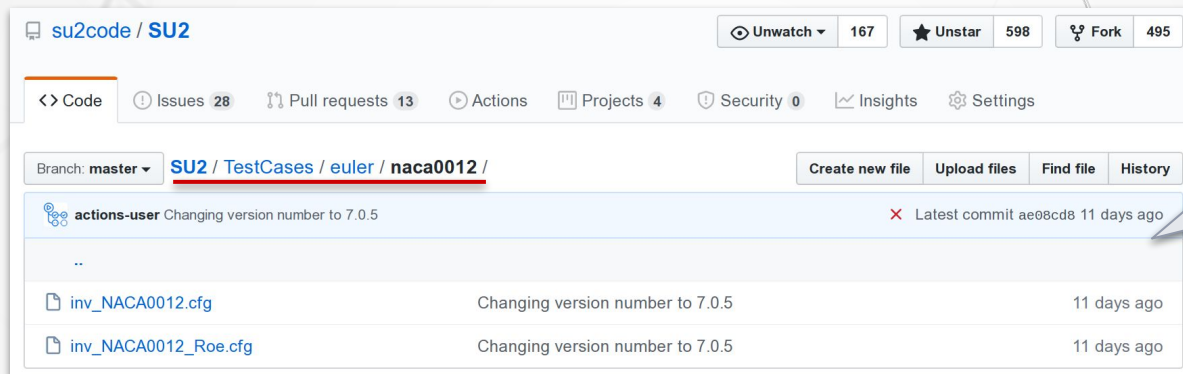 su2code / SU2 Unwatch 167 Unstar 598 Fork 495
<> Code Issues 28 Pull requests 13 Actions Projects 4 Security 0 Insights Settings
Branch: master SU2 / TestCases / euler / naca0012 / Create new file Upload files Find file History
actions-user Changing version number to 7.0.5 Latest commit ae08cd8 11 days ago
..
inv_NACA0012.cfg Changing version number to 7.0.5 11 days ago
inv_NACA0012_Roe.cfg Changing version number to 7.0.5 11 days ago